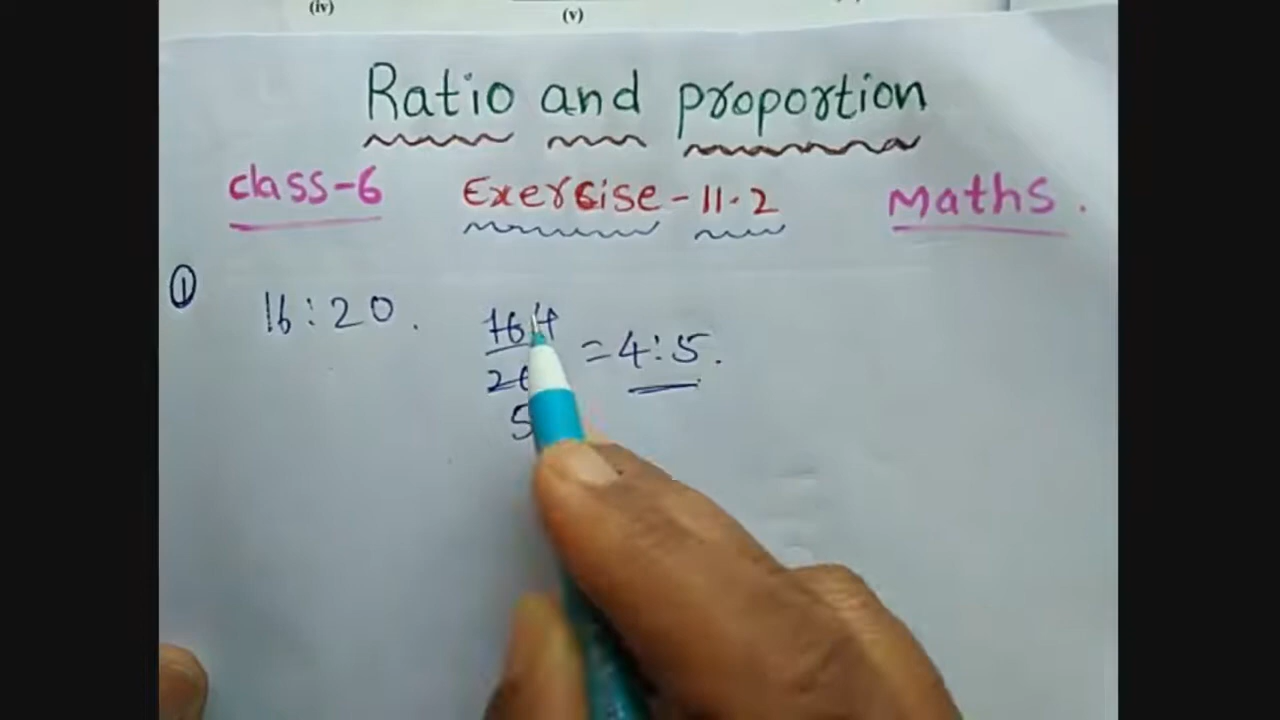 (iv) (v)
Ratio and proportion
class-6 Exercise-11.2 Maths.
① 16:20. 16 4
= 4:5.
20
5